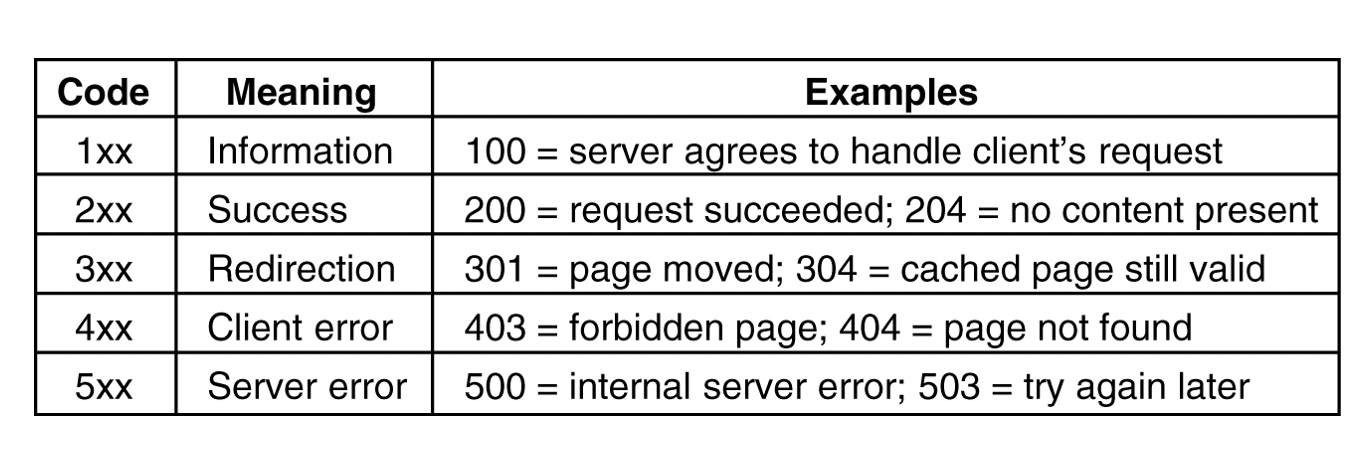 Code Meaning Examples
1xx Information 100 = server agrees to handle client’s request
2xx Success 200 = request succeeded; 204 = no content present
3xx Redirection 301 = page moved; 304 = cached page still valid
4xx Client error 403 = forbidden page; 404 = page not found
5xx Server error 500 = internal server error; 503 = try again later